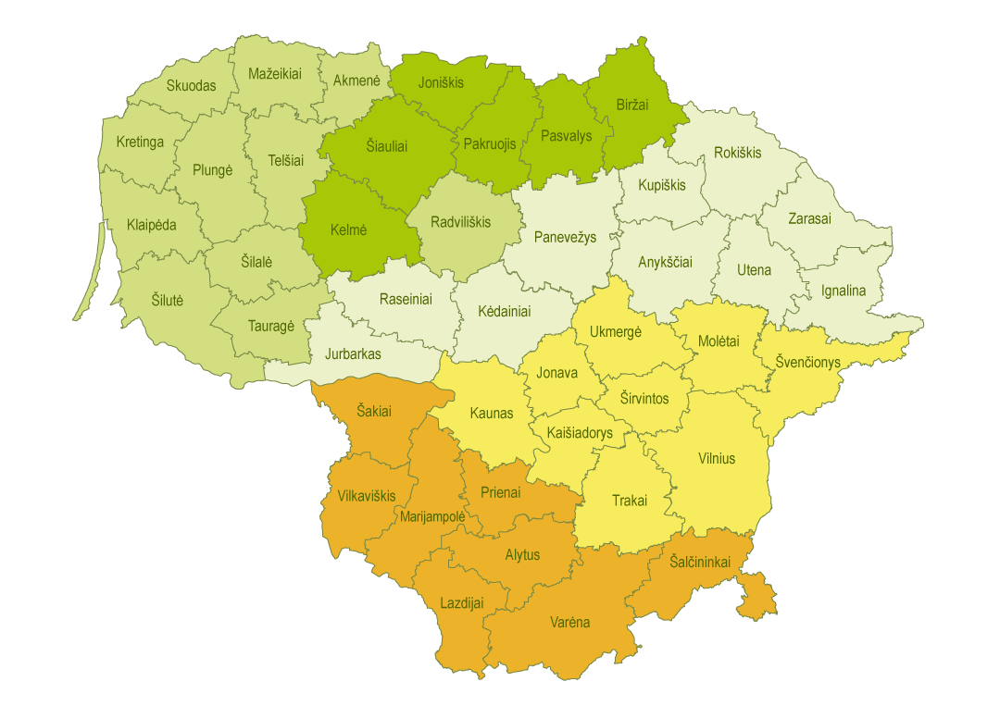 Skuodas
Mažeikiai
Akmenė
Joniškis
Biržai
Kretinga
Plungė
Telšiai
Šiauliai
Pakruojis
Pasvalys
Rokiškis
Kupiškis
Klaipėda
Kelmė
Radviliškis
Panevežys
Zarasai
Šilalė
Anykščiai
Utena
Ignalina
Šilutė
Tauragė
Raseiniai
Kėdainiai
Jurbarkas
Ukmergė
Molėtai
Švenčionys
Jonava
Širvintos
Šakiai
Kaunas
Kaišiadorys
Vilnius
Vilkaviškis
Marijampolė
Prienai
Trakai
Alytus
Šalčininkai
Lazdijai
Varėna